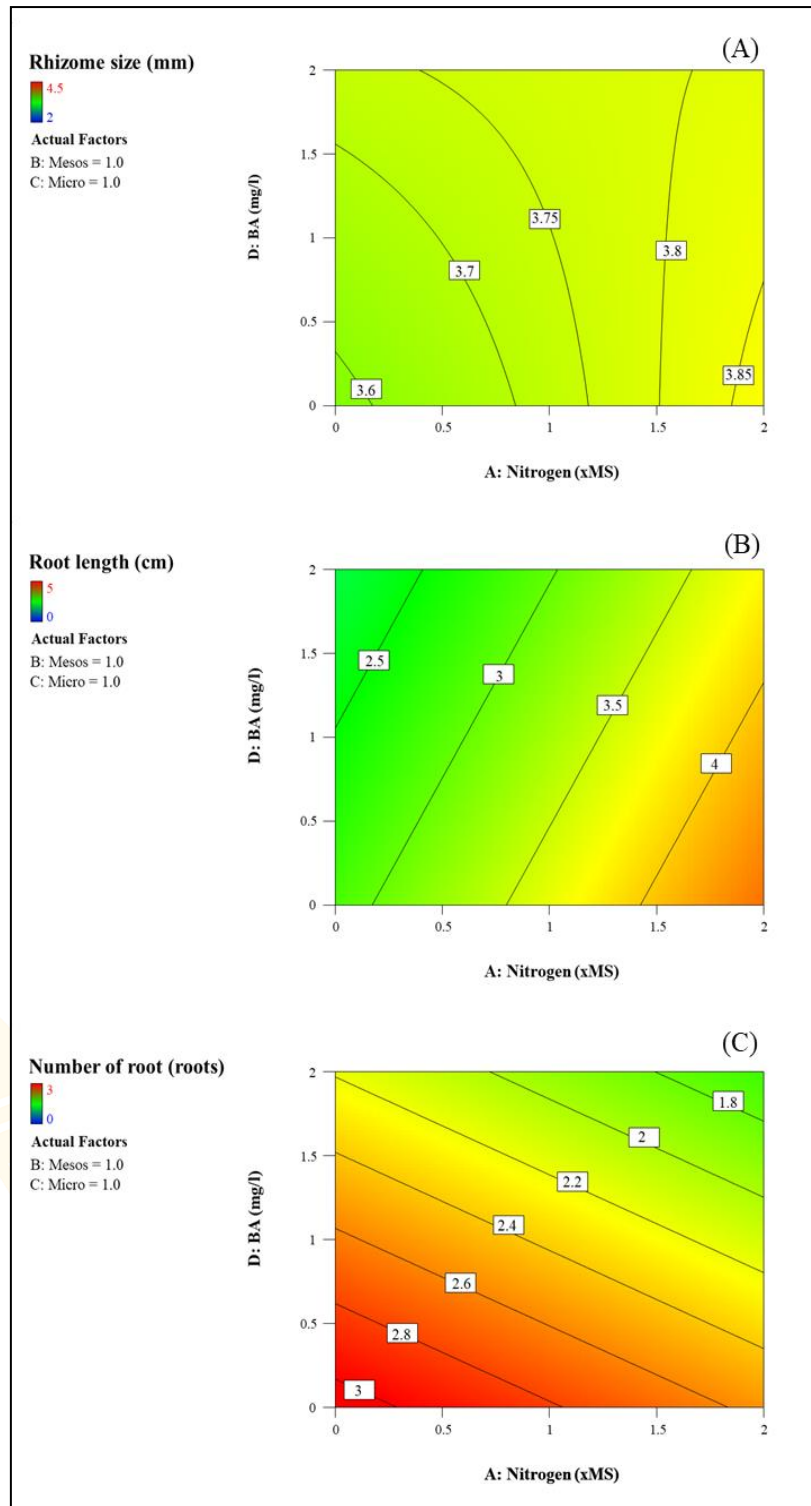 (A)
Rhizome size (mm)
4.5
2
Actual Factors
B: Mesos = 1.0
C: Micro = 1.0
D: BA (mg/l)
2
1.5
1
0.5
0
3.6
3.7
3.75
3.8
3.85
0 0.5 1 1.5 2
A: Nitrogen (xMS)
(B)
Root length (cm)
5
0
Actual Factors
B: Mesos = 1.0
C: Micro = 1.0
D: BA (mg/l)
2
1.5
1
0.5
0
2.5
3
3.5
4
0 0.5 1 1.5 2
A: Nitrogen (xMS)
(C)
Number of root (roots)
3
0
Actual Factors
B: Mesos = 1.0
C: Micro = 1.0
D: BA (mg/l)
2
1.5
1
0.5
0
1.8
2
2.2
2.4
2.6
2.8
3
0 0.5 1 1.5 2
A: Nitrogen (xMS)